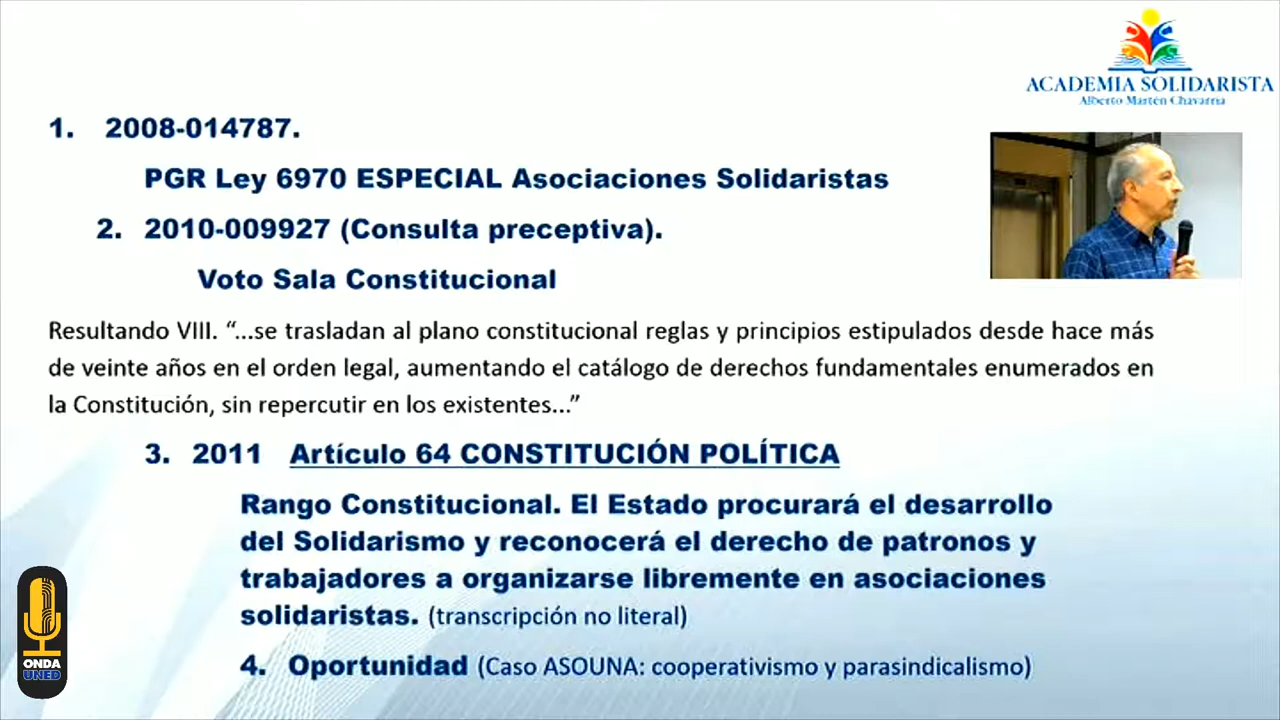 ACADEMIA SOLIDARISTA
Alberto Martén Chavarría
1. 2008-014787.
PGR Ley 6970 ESPECIAL Asociaciones Solidaristas
2. 2010-009927 (Consulta preceptiva).
Voto Sala Constitucional
Resultando VIII. “...se trasladan al plano constitucional reglas y principios estipulados desde hace más
de veinte años en el orden legal, aumentando el catálogo de derechos fundamentales enumerados en
la Constitución, sin repercutir en los existentes...”
3. 2011 Artículo 64 CONSTITUCIÓN POLÍTICA
Rango Constitucional. El Estado procurará el desarrollo
del Solidarismo y reconocerá el derecho de patronos y
trabajadores a organizarse libremente en asociaciones
solidaristas. (transcripción no literal)
4. Oportunidad (Caso ASOUNA: cooperativismo y parasindicalismo)
ONDA
UNED